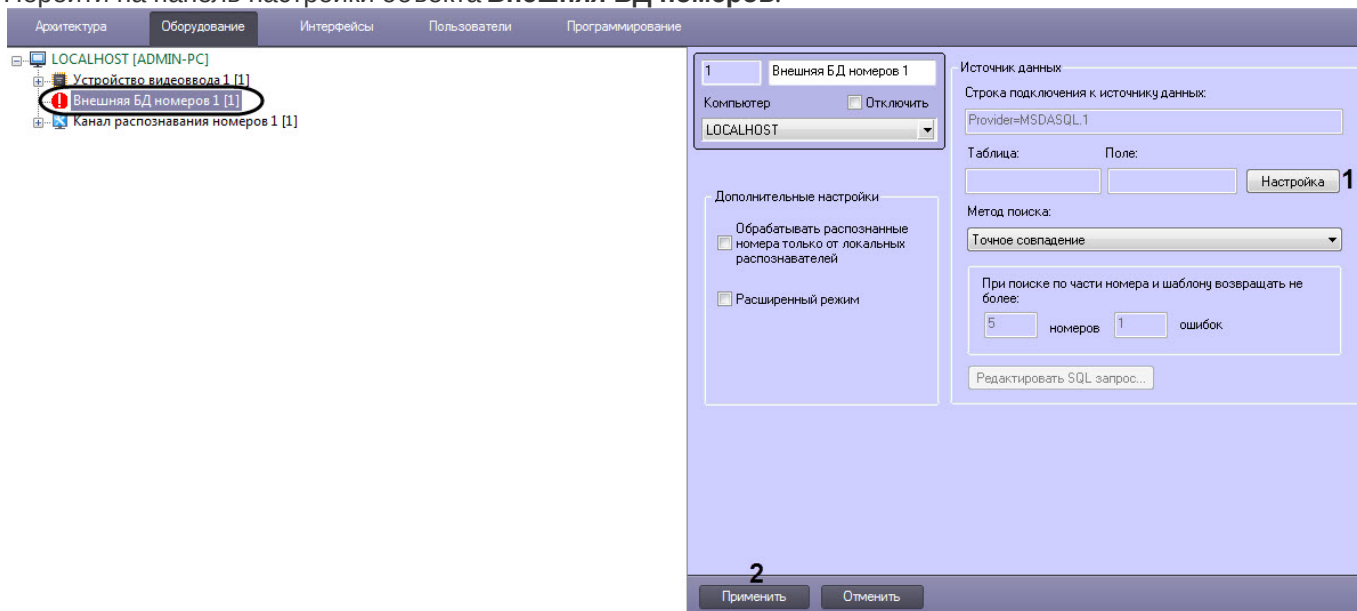 Перейти на панель настройки объекта Внешняя БД номеров.
Архитектура Оборудование Интерфейсы Пользователи Программирование
LOCALHOST [ADMIN-PC]
Устройство видеоввода 1 [1]
Внешняя БД номеров 1 [1]
Канал распознавания номеров 1 [1]
1 Внешняя БД номеров 1
Компьютер Отключить
LOCALHOST
Дополнительные настройки
Обрабатывать распознанные
номера только от локальных
распознавателей
Расширенный режим
Источник данных
Строка подключения к источнику данных:
Provider=MSDASQL.1
Таблица: Поле:
Настройка 1
Метод поиска:
Точное совпадение
При поиске по части номера и шаблону возвращать не
более:
5 номеров 1 ошибок
Редактировать SQL запрос...
2
Применить Отменить